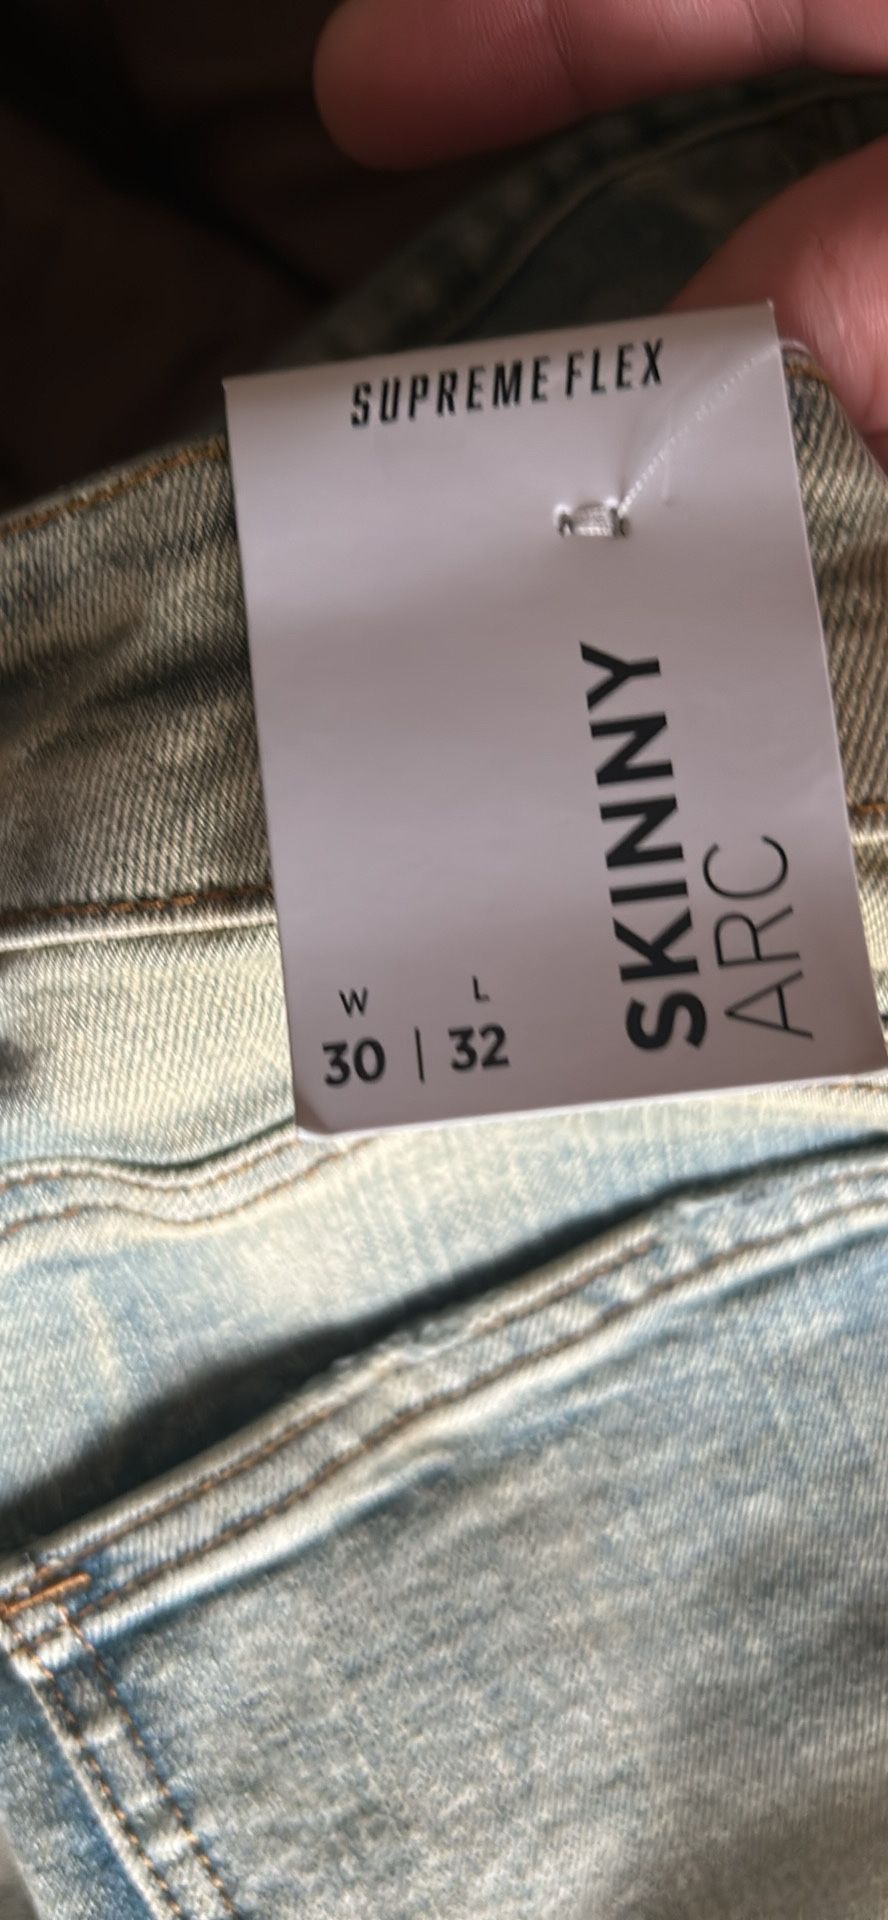 SUPREME FLEX
SKINNY
ARC
W L
30 | 32